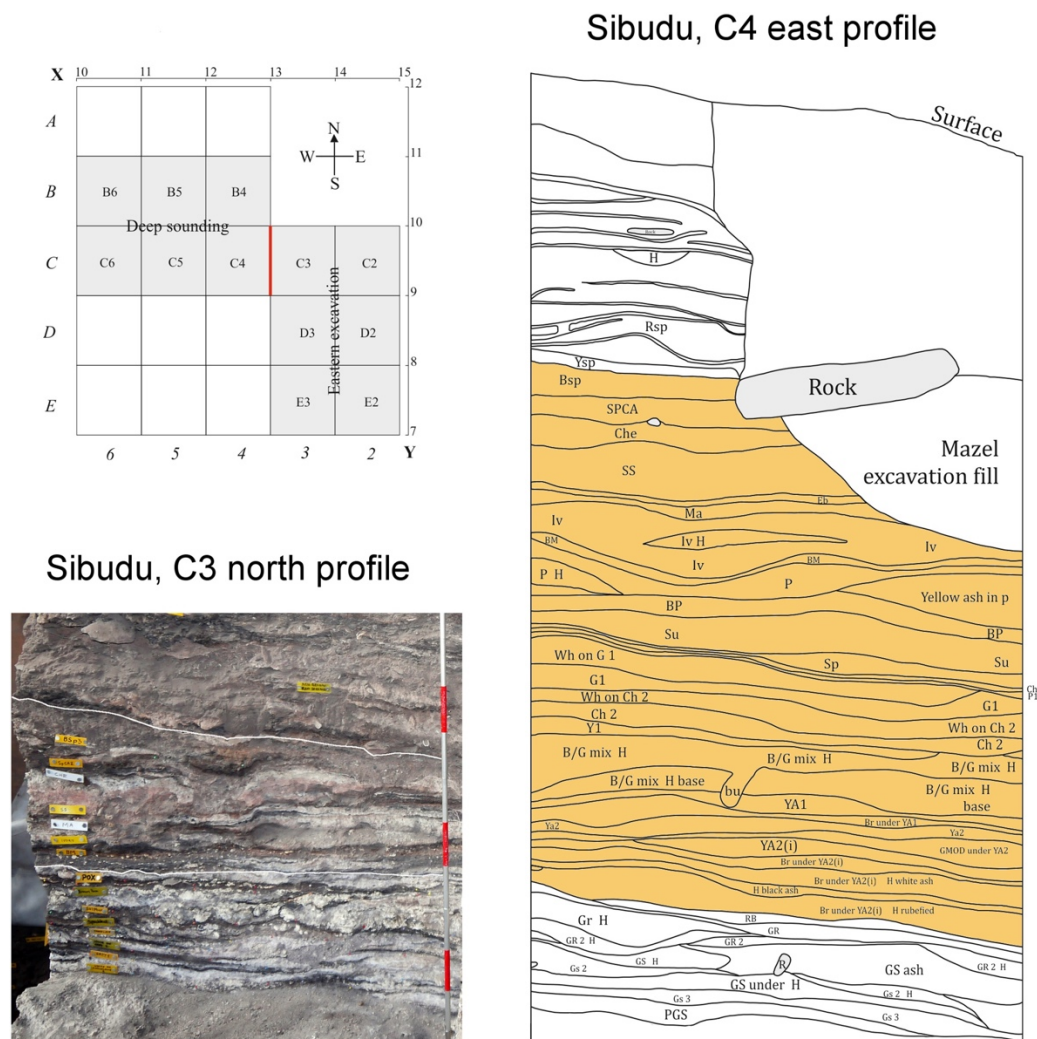 Sibudu, C4 east profile
X
10 11 12 13 14 15
12
A
N
W E
S
11
B
B6 B5 B4
10
Deep sounding
C
C6 C5 C4 C3 C2
9
Eastern excavation
D
D3 D2
8
E
E3 E2
7
6 5 4 3 2 Y
Sibudu, C3 north profile
POX
Surface
Rock
H
Rsp
Ysp
Bsp
Rock
SPCA
Che
Mazel
excavation fill
SS
Eb
Ma
Iv
Iv H
Iv
BM
Iv
BM
P H
P
Yellow ash in p
BP
BP
Su
Sp
Su
Wh on G 1
Ch
P1
G1
G1
Wh on Ch 2
Wh on Ch 2
Ch 2
Ch 2
Y1
B/G mix H
B/G mix H
B/G mix H
B/G mix H base
bu
B/G mix H
base
YA1
Br under YA1
Ya2
Ya2
YA2(i)
GMOD under YA2
Br under YA2(i)
Br under YA2(i) H white ash
H black ash
Br under YA2(i) H rubefied
Gr H
RB
GR
GR 2 H
GR 2
GS H
R
GS ash
GR 2 H
Gs 2
GS under H
Gs 2 H
Gs 3
PGS
Gs 3